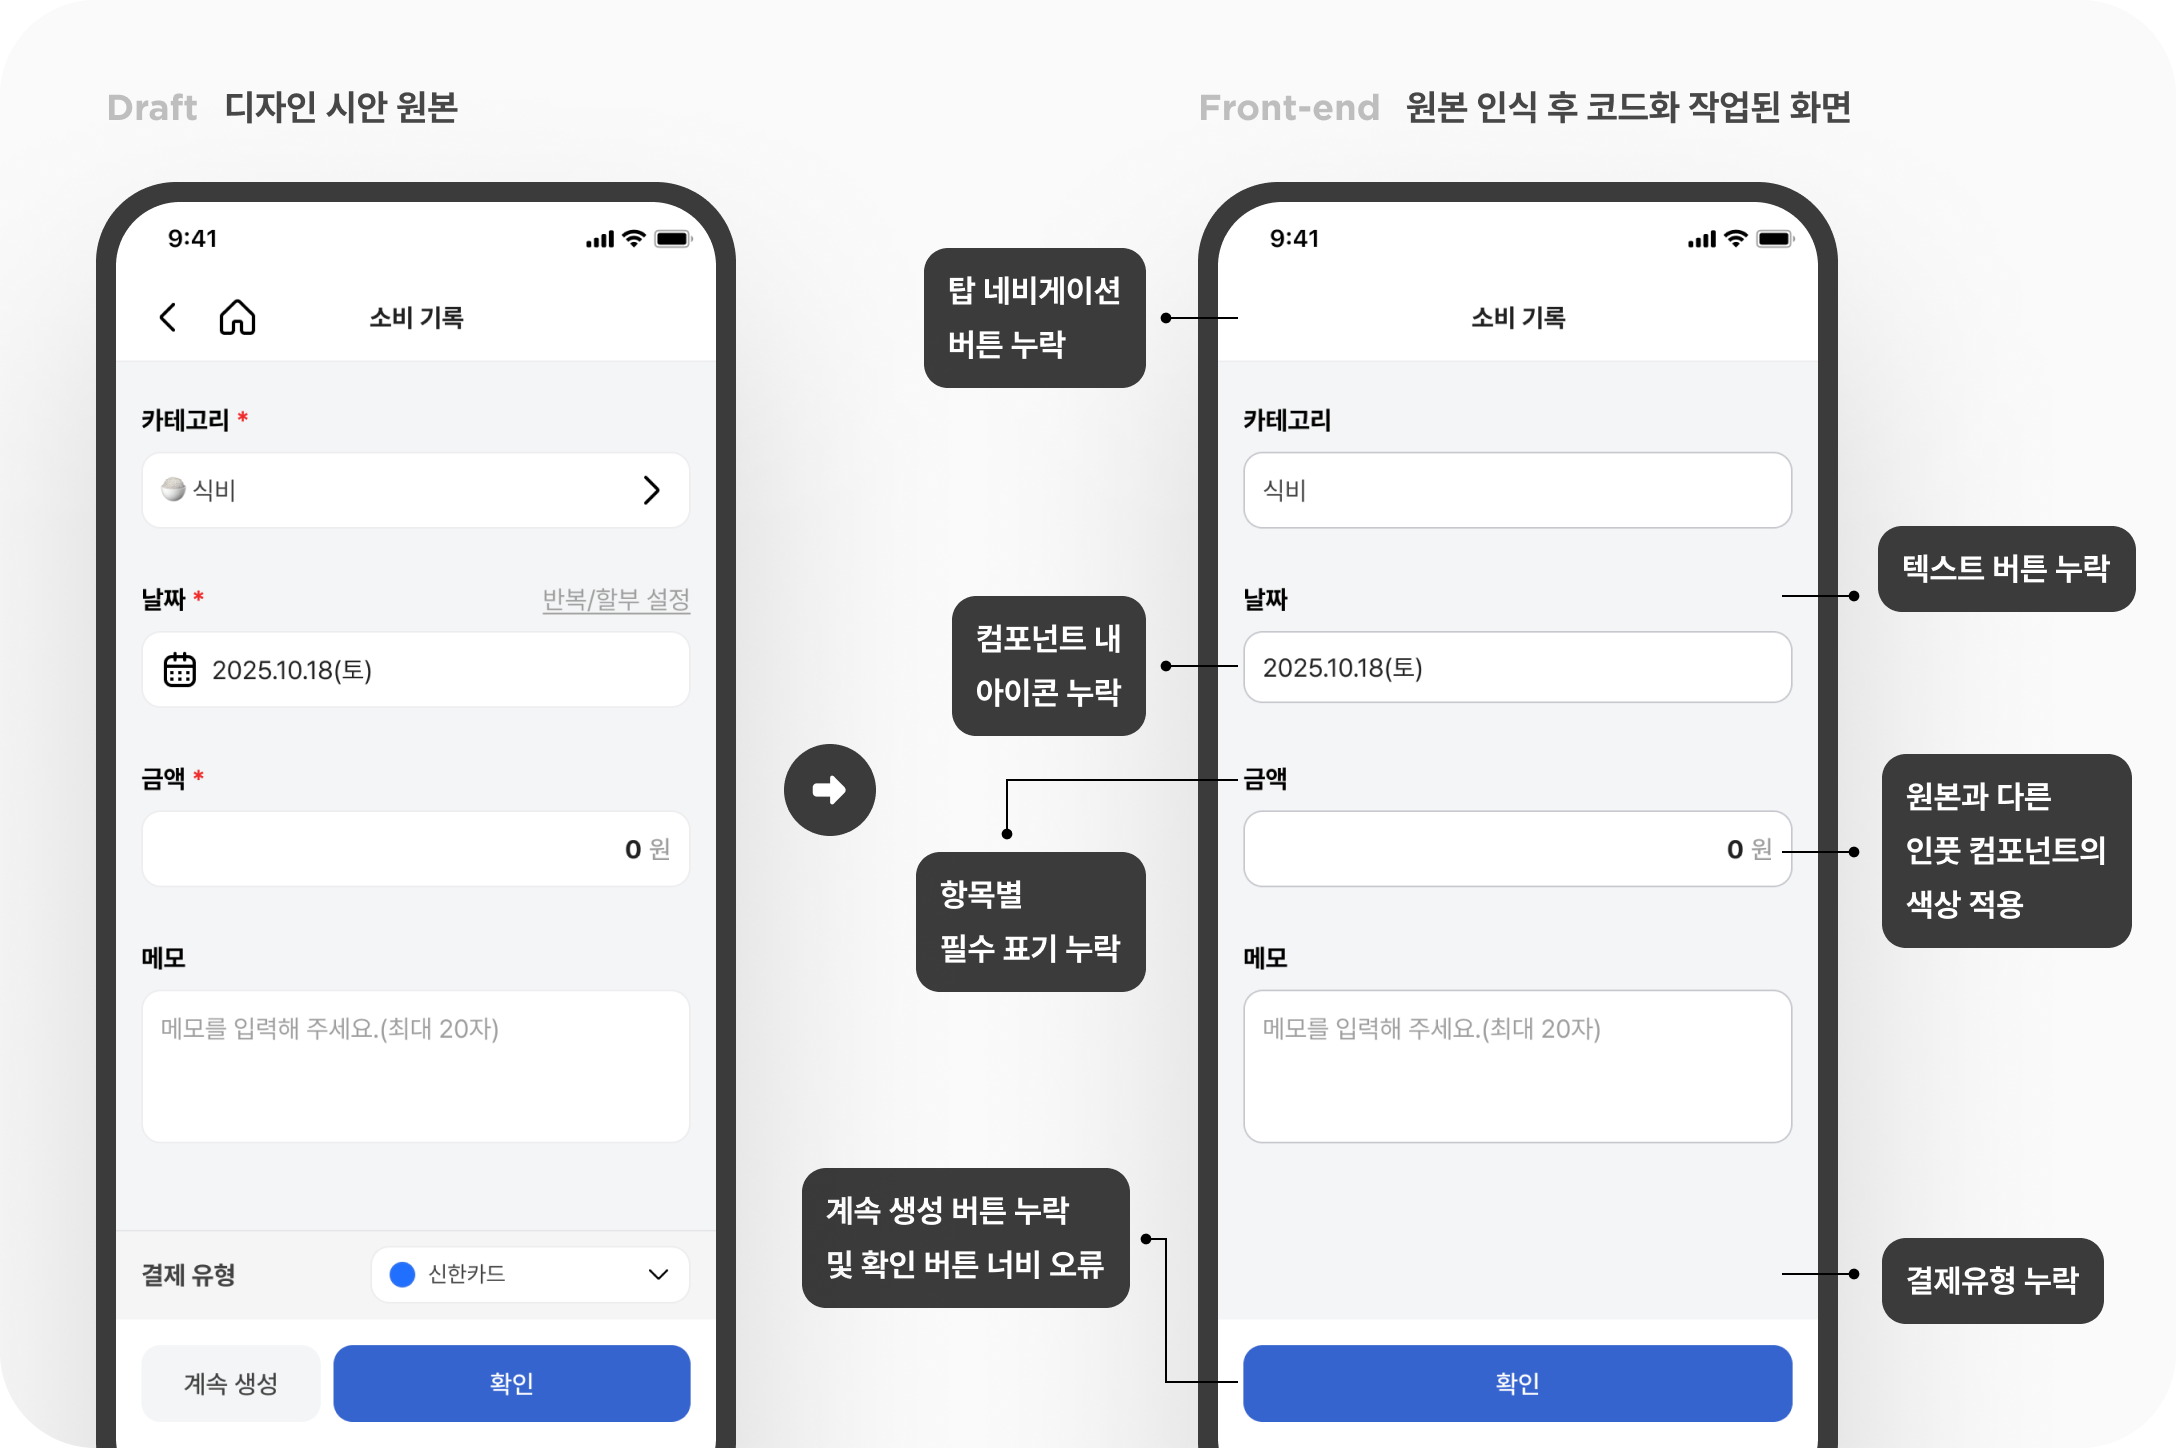 Draft 디자인 시안 원본
9:41
소비 기록
카테고리 *
식비
날짜 * 반복/할부 설정
2025.10.18(토)
금액 *
0 원
메모
메모를 입력해 주세요.(최대 20자)
결제 유형 신한카드
계속 생성 확인
탑 네비게이션
버튼 누락
컴포넌트 내
아이콘 누락
항목별
필수 표기 누락
계속 생성 버튼 누락
및 확인 버튼 너비 오류
Front-end 원본 인식 후 코드화 작업된 화면
9:41
소비 기록
카테고리
식비
날짜
2025.10.18(토)
금액
0 원
메모
메모를 입력해 주세요.(최대 20자)
확인
텍스트 버튼 누락
원본과 다른
인풋 컴포넌트의
색상 적용
결제유형 누락